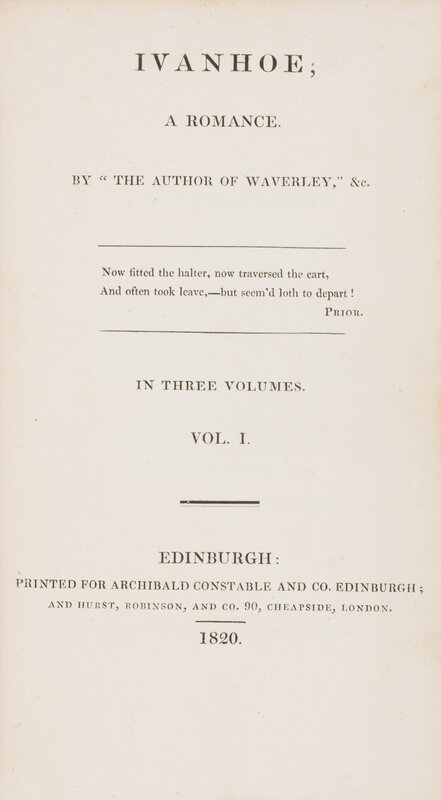 IVANHOE;
A ROMANCE.
BY “ THE AUTHOR OF WAVERLEY,” &c.
Now fitted the halter, now traversed the cart,
And often took leave,—but seem’d loth to depart !
PRIOR.
IN THREE VOLUMES.
VOL. I.
EDINBURGH:
PRINTED FOR ARCHIBALD CONSTABLE AND CO. EDINBURGH ;
AND HURST, ROBINSON, AND CO. 90, CHEAPSIDE, LONDON.
1820.